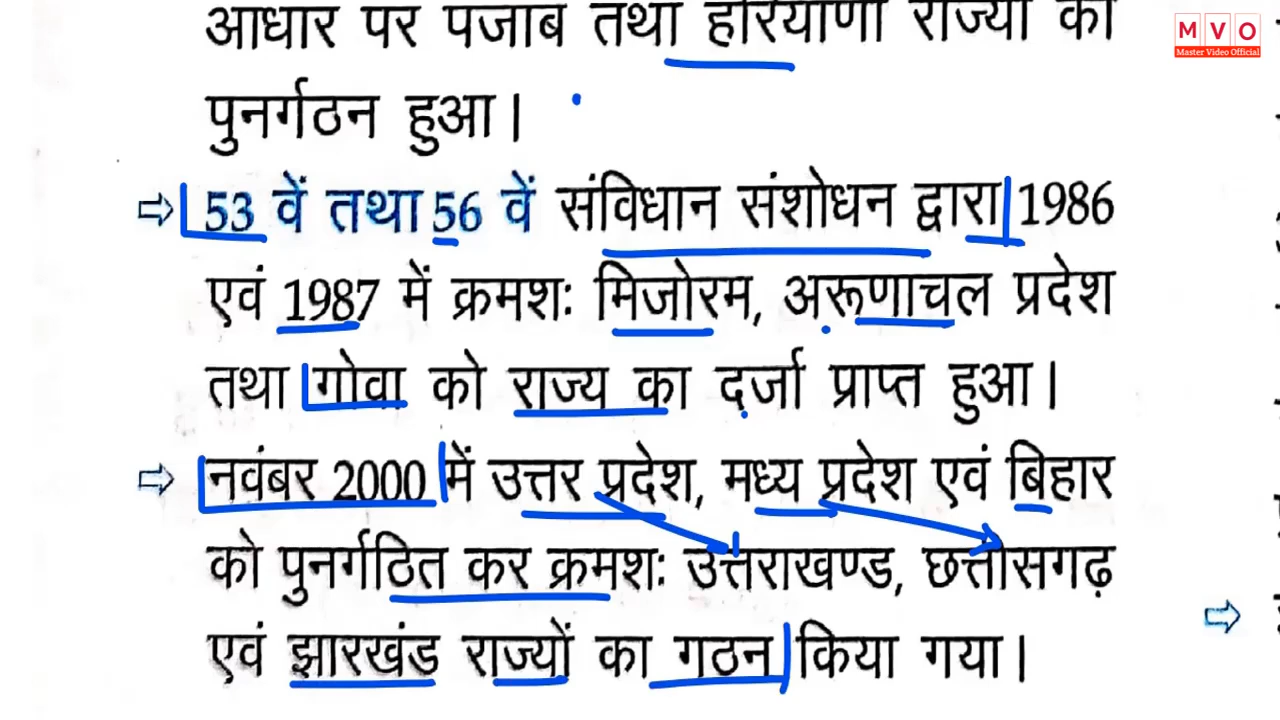 आधार पर पंजाब तथा हरियाणा राज्यों का
पुनर्गठन हुआ।
⇨ 53 वें तथा 56 वें संविधान संशोधन द्वारा 1986
एवं 1987 में क्रमशः मिजोरम, अरूणाचल प्रदेश
तथा गोवा को राज्य का दर्जा प्राप्त हुआ।
⇨ नवंबर 2000 में उत्तर प्रदेश, मध्य प्रदेश एवं बिहार
को पुनर्गठित कर क्रमशः उत्तराखण्ड, छत्तीसगढ़
एवं झारखंड राज्यों का गठन किया गया।
M V O
Master Video Official